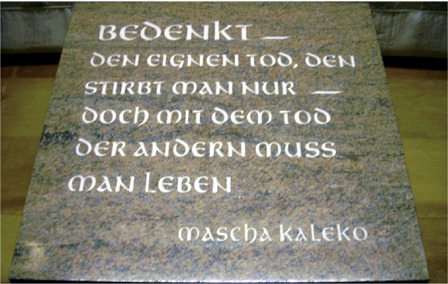 BEDENKT —
DEN EIGNEN TOD, DEN
STIRBT MAN NUR —
DOCH MIT DEM TOD
DER ANDERN MUSS
MAN LEBEN
MASCHA KALEKO